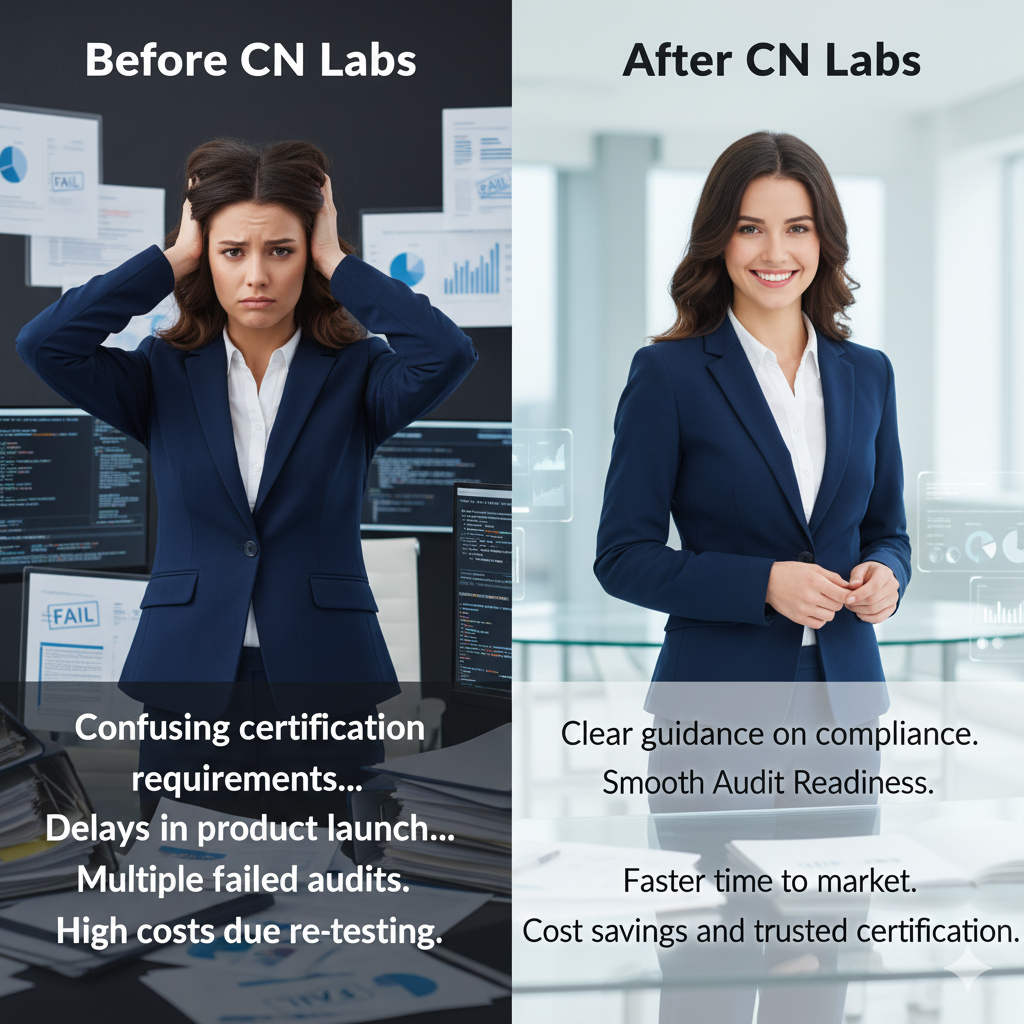 Before CN Labs
FAIL
FAIL
Confusing certification
requirements...
Delays in product launch...
Multiple failed audits.
High costs due re-testing.
FAIL
After CN Labs
Clear guidance on compliance.
Smooth Audit Readiness.
Faster time to market.
Cost savings and trusted certification.